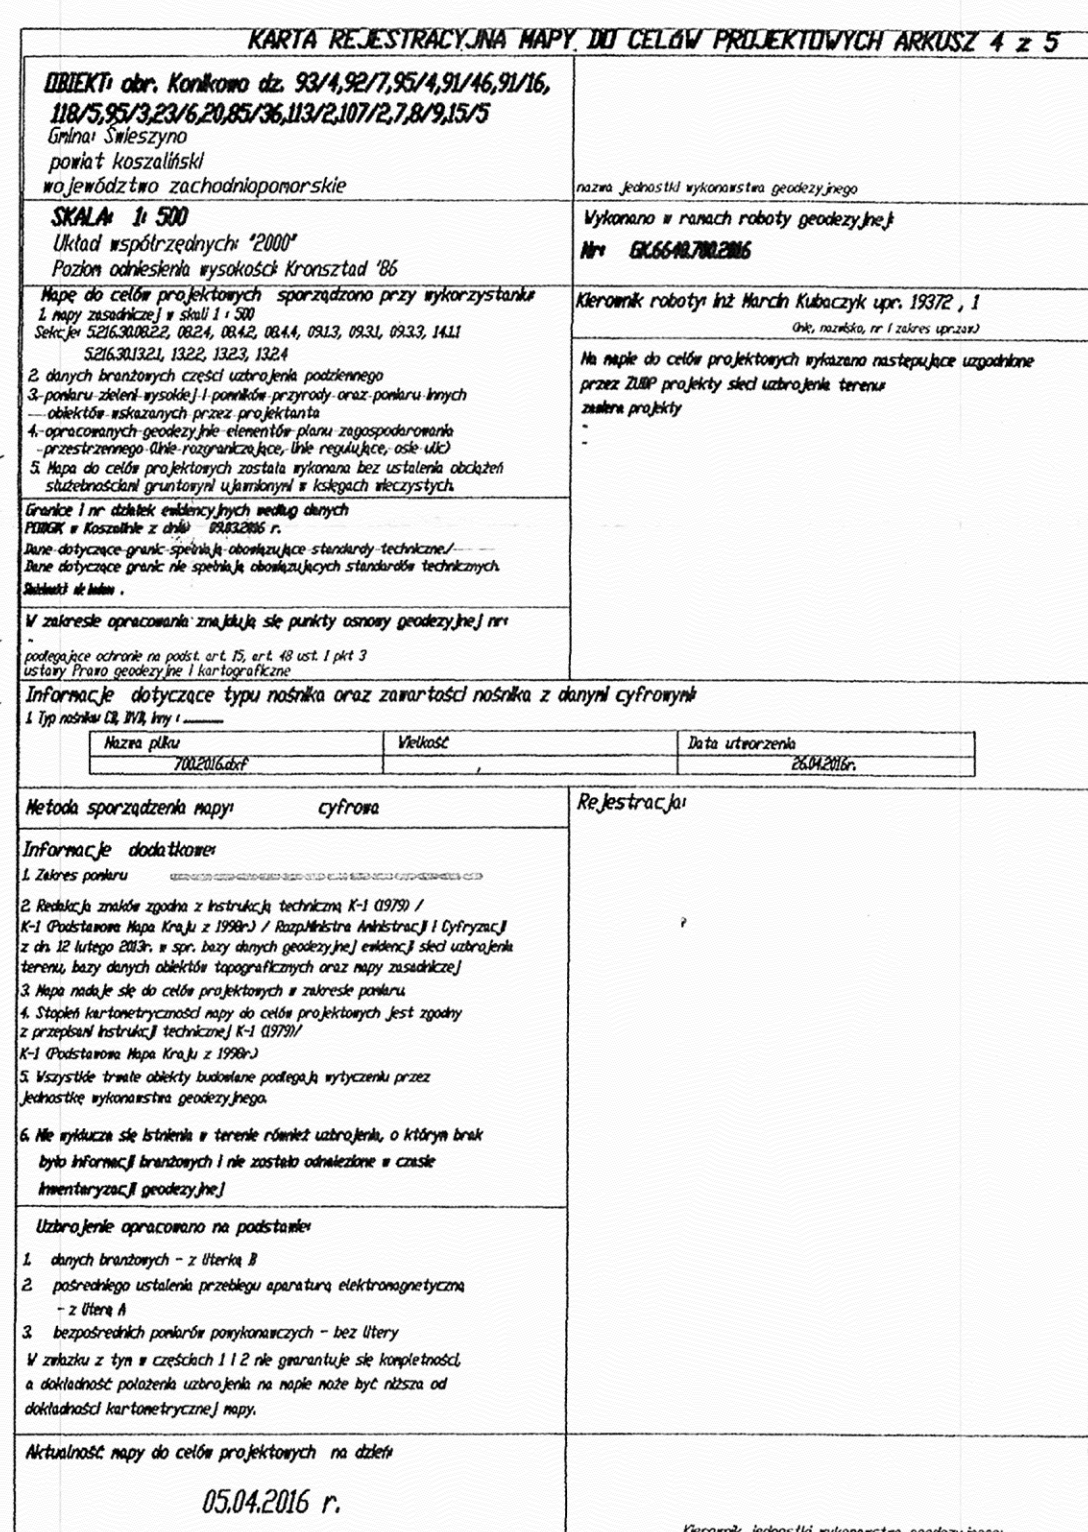 KARTA REJESTRACYJNA MAPY DO CELÓW PROJEKTOWYCH ARKUSZ 4 z 5
OBIEKT: obr. Konikowo dz. 93/4,92/7,95/4,91/46,91/16,
118/5,95/3,23/6,20,85/36,113/2,107/2,7,8/9,15/5
Gmina: Świeszyno
powiat koszaliński
województwo zachodniopomorskie
nazwa jednostki wykonawstwa geodezyjnego
SKALA: 1: 500
Układ współrzędnych: "2000"
Poziom odniesienia wysokości: Kronsztad '86
Wykonano w ramach roboty geodezyjnej:
Nr: GK.6640.700.2016
Mapę do celów projektowych sporządzono przy wykorzystaniu:
1. mapy zasadniczej w skali 1 : 500
Sekcje: 5.216.30.08.2.2, 08.2.4, 08.4.2, 08.4.4, 09.1.3, 09.3.1, 09.3.3, 14.1.1
5.216.30.13.2.1, 13.2.2, 13.2.3, 13.2.4
2. danych branżowych części uzbrojenia podziemnego
3. pomiaru zieleni wysokiej i pomników przyrody oraz pomiaru innych
obiektów wskazanych przez projektanta
4. opracowanych geodezyjnie elementów planu zagospodarowania
przestrzennego (linie rozgraniczające, linie regulujące, osie ulic)
5. Mapa do celów projektowych została wykonana bez ustalenia obciążeń
służebnościami gruntowymi ujawnionymi w księgach wieczystych.
Kierownik roboty: inż Marcin Kubaczyk upr. 19372 , 1
(imię, nazwisko, nr i zakres upr.zaw.)
Na mapie do celów projektowych wykazano następujące uzgodnione
przez ZUDP projekty sieci uzbrojenia terenu:
zawiera projekty
-
-
Granice i nr działek ewidencyjnych według danych
PODGiK w Koszalinie z dnia 09.03.2016 r.
Dane dotyczące granic spełniają obowiązujące standardy techniczne./
Dane dotyczące granic nie spełniają obowiązujących standardów technicznych.
Służebności nie badano .
W zakresie opracowania znajdują się punkty osnowy geodezyjnej nr:
-
podlegające ochronie na podst. art. 15, art. 48 ust. 1 pkt 3
ustawy Prawo geodezyjne i kartograficzne
Informacje dotyczące typu nośnika oraz zawartości nośnika z danymi cyfrowymi:
1. Typ nośnika: CD, DVD, inny : ..........
Nazwa pliku Wielkość Data utworzenia
700.2016.dxf 26.04.2016r.
Metoda sporządzenia mapy: cyfrowa
Rejestracja:
Informacje dodatkowe:
1. Zakres pomiaru
2. Redakcja znaków zgodna z instrukcją techniczną K-1 (1979) /
K-1 (Podstawowa Mapa Kraju z 1998r.) / Rozp.Ministra Aministracji i Cyfryzacji
z dn. 12 lutego 2013r. w spr. bazy danych geodezyjnej ewidencji sieci uzbrojenia
terenu, bazy danych obiektów topograficznych oraz mapy zasadniczej
3. Mapa nadaje się do celów projektowych w zakresie pomiaru.
4. Stopień kartometryczności mapy do celów projektowych jest zgodny
z przepisami instrukcji technicznej K-1 (1979)/
K-1 (Podstawowa Mapa Kraju z 1998r.)
5. Wszystkie trwałe obiekty budowlane podlegają wytyczeniu przez
jednostkę wykonawstwa geodezyjnego.
6. Nie wyklucza się istnienia w terenie również uzbrojenia, o którym brak
było informacji branżowych i nie zostało odnalezione w czasie
inwentaryzacji geodezyjnej
Uzbrojenie opracowano na podstawie:
1. danych branżowych - z literką B
2. pośredniego ustalenia przebiegu aparaturą elektromagnetyczną
- z literą A
3. bezpośrednich pomiarów powykonawczych - bez litery
W związku z tym w częściach 1 i 2 nie gwarantuje się kompletności,
a dokładność położenia uzbrojenia na mapie może być niższa od
dokładności kartometrycznej mapy.
Aktualność mapy do celów projektowych na dzień:
05.04.2016 r.
Kierownik jednostki wykonawstwa geodezyjnego: